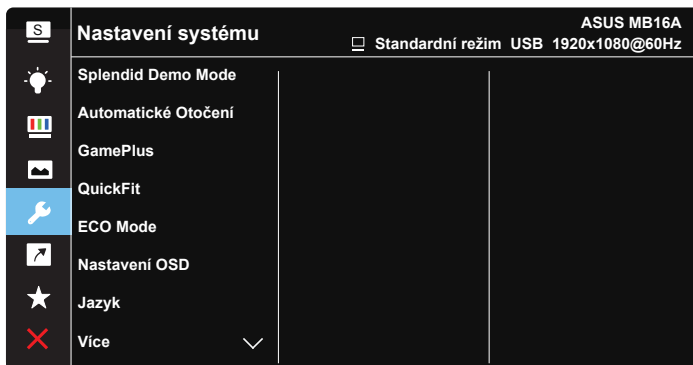 S
Nastavení systému
ASUS MB16A
Standardní režim USB 1920x1080@60Hz
Splendid Demo Mode
Automatické Otočení
GamePlus
QuickFit
ECO Mode
Nastavení OSD
Jazyk
Více